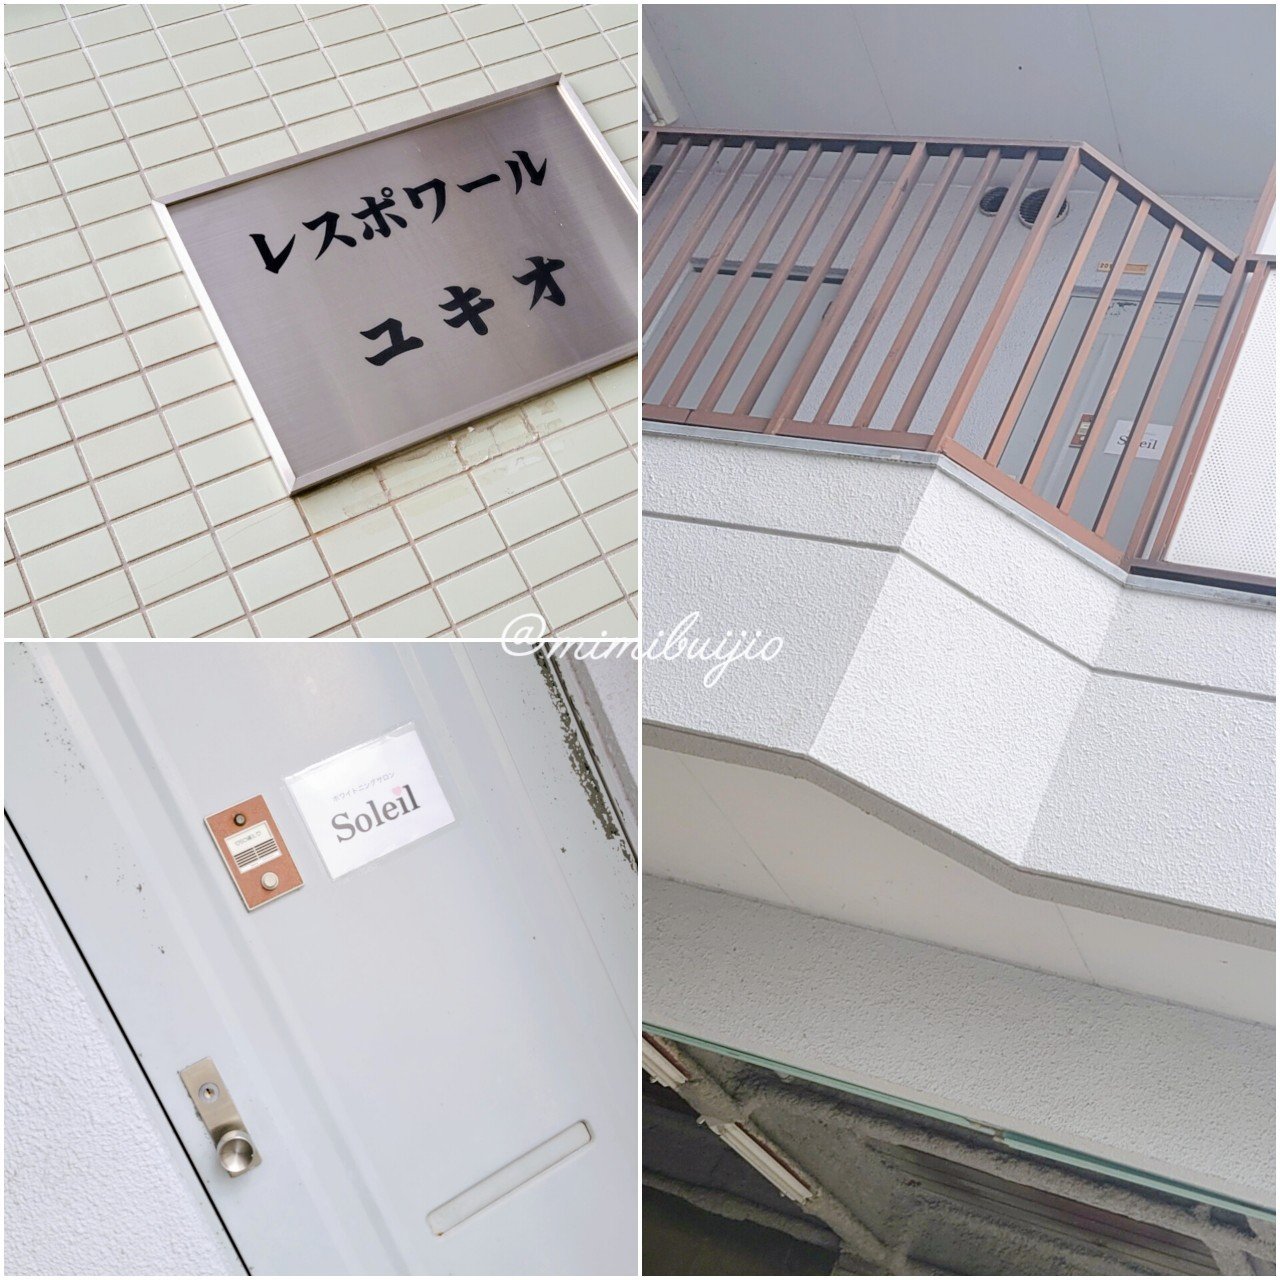 レスポワール
ユキオ
Soleil
@mimibuijio
ホワイトニングサロン
Soleil